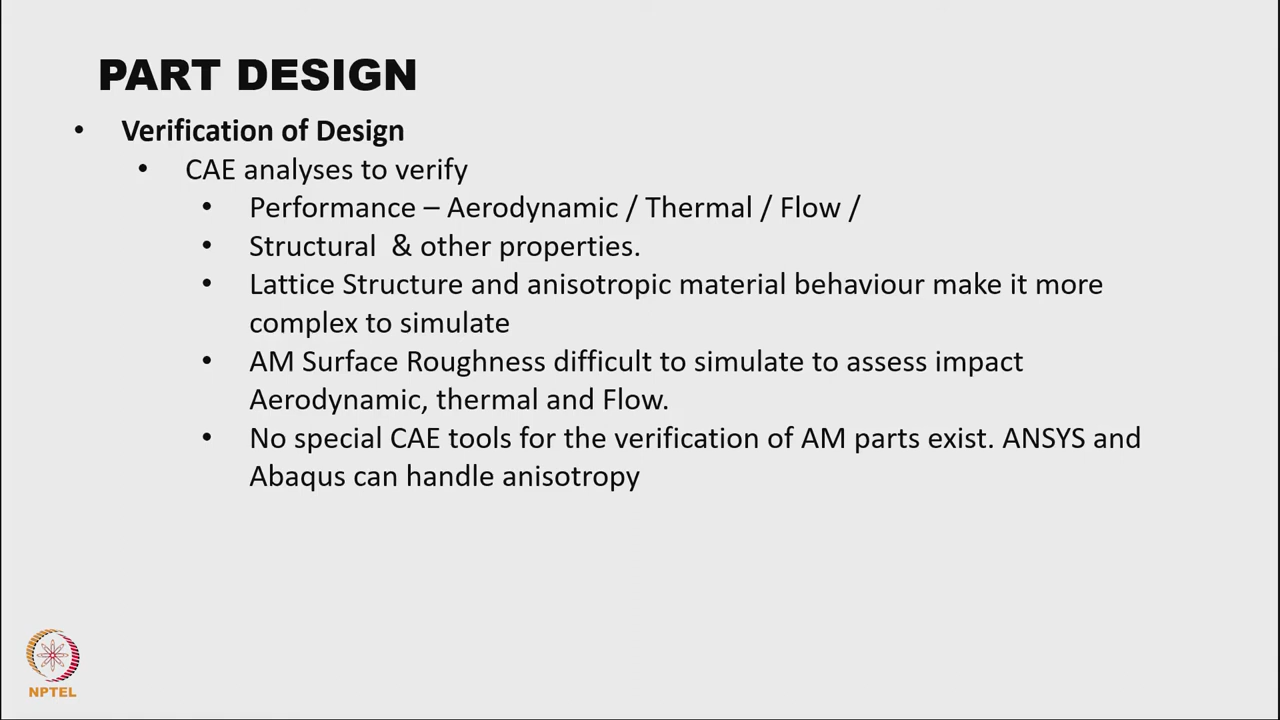 PART DESIGN
• Verification of Design
• CAE analyses to verify
• Performance – Aerodynamic / Thermal / Flow /
• Structural & other properties.
• Lattice Structure and anisotropic material behaviour make it more
complex to simulate
• AM Surface Roughness difficult to simulate to assess impact
Aerodynamic, thermal and Flow.
• No special CAE tools for the verification of AM parts exist. ANSYS and
Abaqus can handle anisotropy
NPTEL